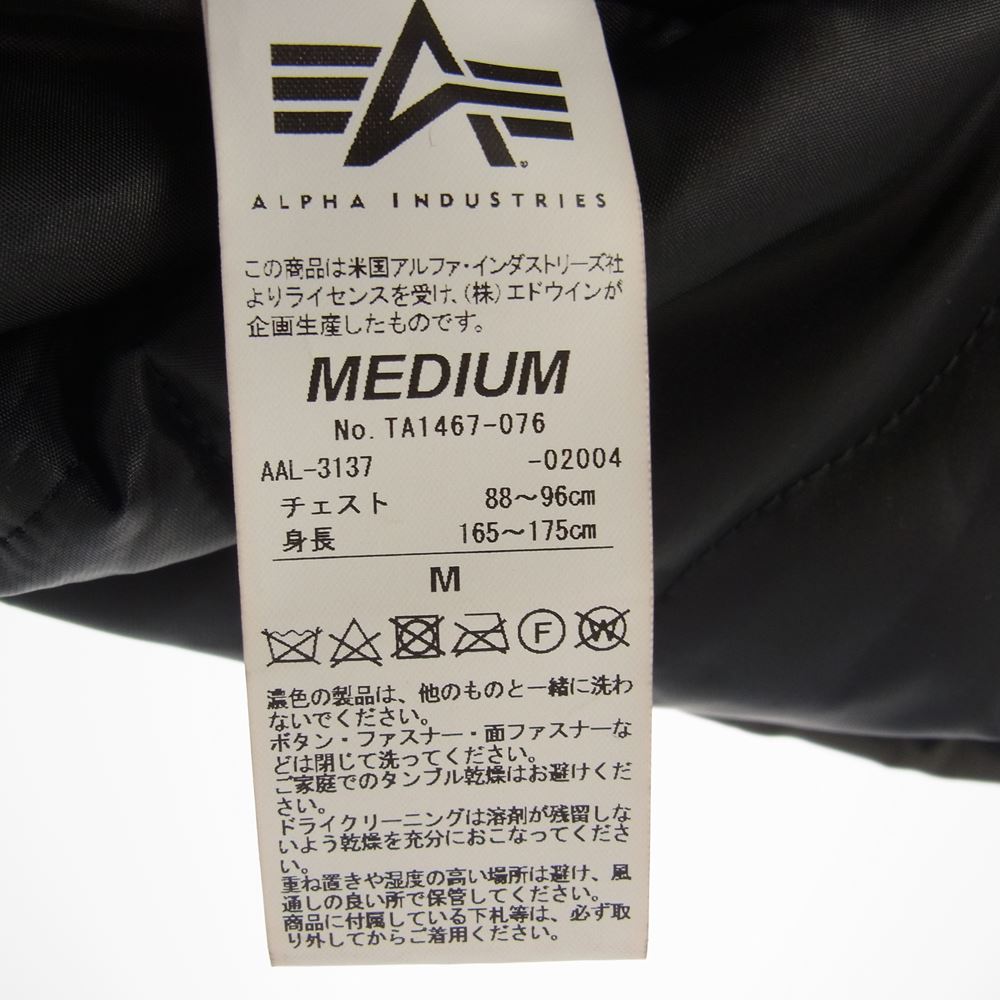 ALPHA INDUSTRIES
この商品は米国アルファ・インダストリーズ社
よりライセンスを受け、(株)エドウインが
企画生産したものです。
MEDIUM
No. TA1467-076
AAL-3137 -02004
チェスト 88〜96cm
身長 165〜175cm
M
F W
濃色の製品は、他のものと一緒に洗わ
ないでください。
ボタン・ファスナー・面ファスナーな
どは閉じて洗ってください。
ご家庭でのタンブル乾燥はお避けくだ
さい。
ドライクリーニングは溶剤が残留しな
いよう乾燥を充分におこなってくださ
い。
重ね置きや湿度の高い場所は避け、風
通しの良い所で保管してください。
商品に付属している下札等は、必ず取
り外してからご着用ください。